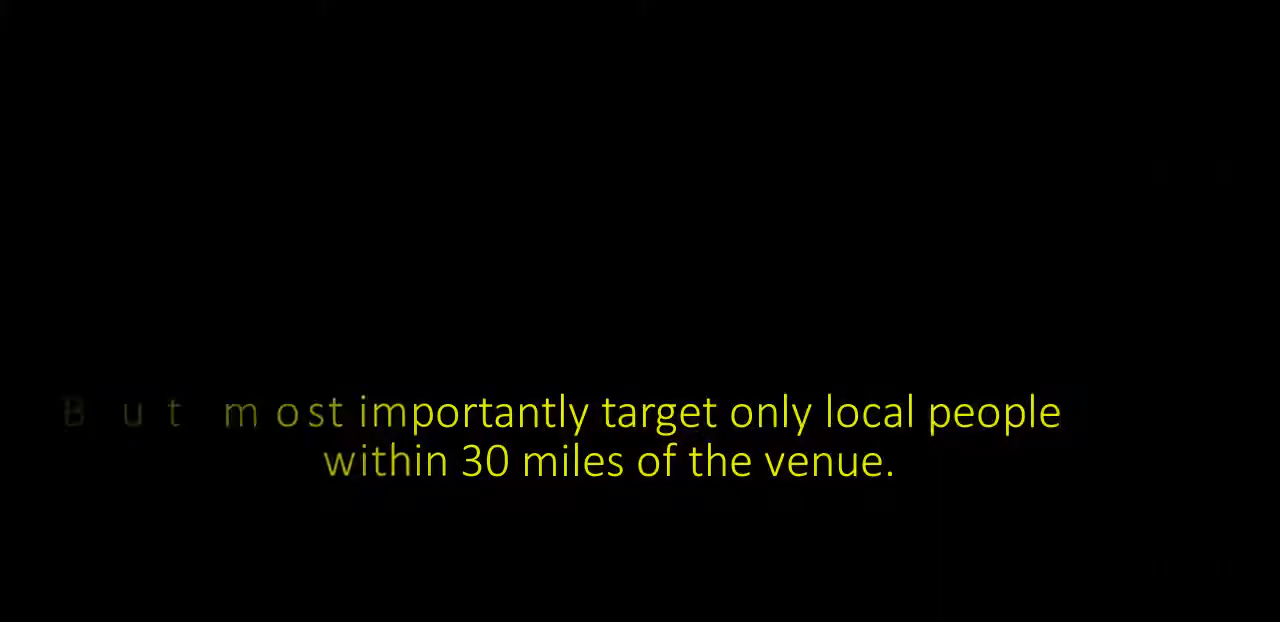 But most importantly target only local people
within 30 miles of the venue.